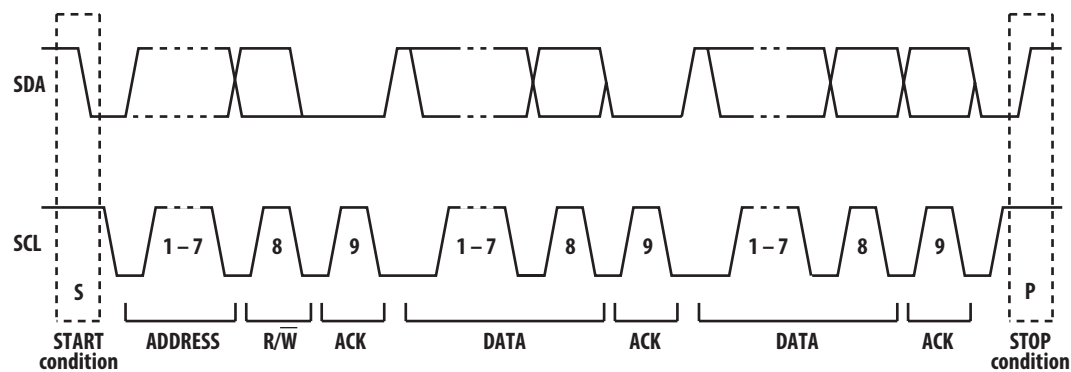 SDA
SCL
1 – 7 8 9 1 – 7 8 9 1 – 7 8 9
S P
START condition ADDRESS R/W̅ ACK DATA ACK DATA ACK STOP condition